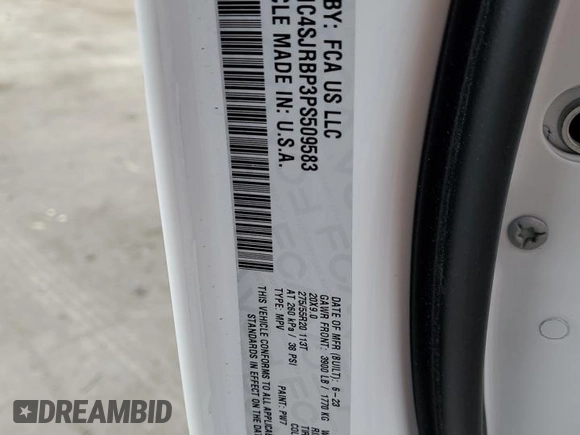 BY: FCA US LLC
C4SJRBP3PS509583
CLE MADE IN: U.S.A.
DATE OF MFR (BUILT): 6-23
GAWR FRONT: 3900 LB / 1770 KG W
20X9.0
275/55R20 113T
AT 260 kPa / 38 PSI
TYPE: MPV PAINT: PW7
THIS VEHICLE CONFORMS TO ALL APPLICA
STANDARDS IN EFFECT ON THE DA
DREAMBID